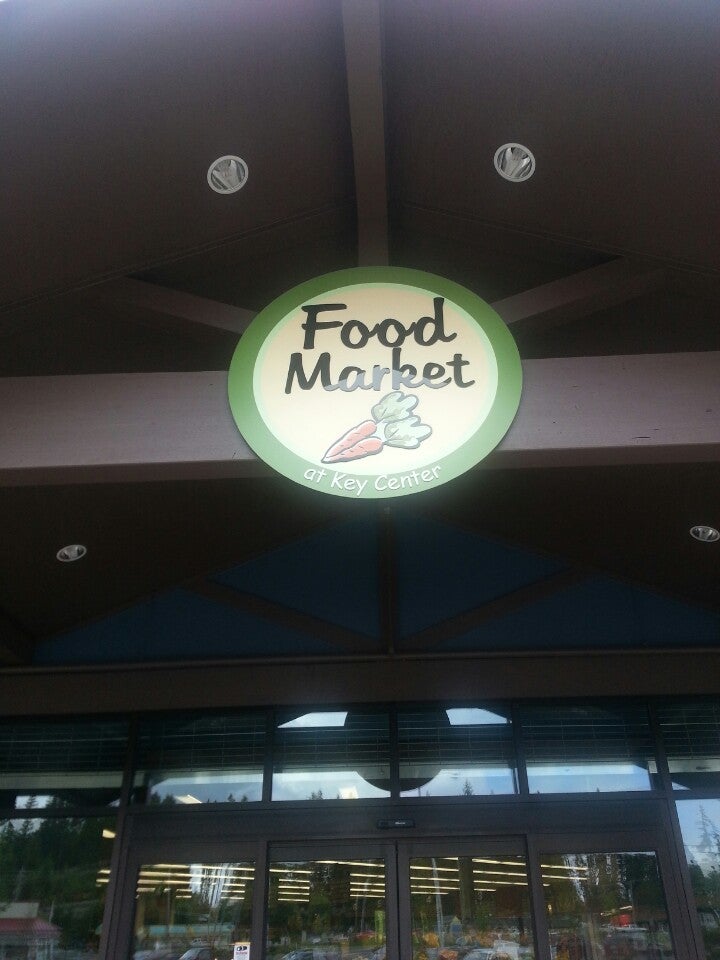 Food
Market
at Key Center